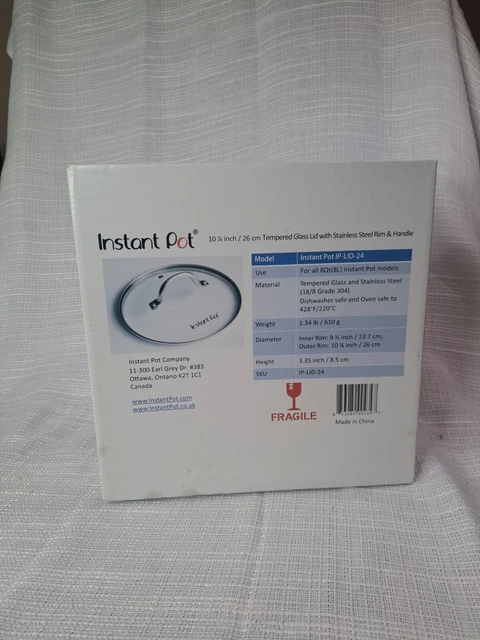 Instant Pot® 10 ¼ inch / 26 cm Tempered Glass Lid with Stainless Steel Rim & Handle
Instant Pot
Instant Pot Company
11-300 Earl Grey Dr. #383
Ottawa, Ontario K2T 1C1
Canada
www.InstantPot.com
www.InstantPot.co.uk
Model Instant Pot IP-LID-24
Use For all 8Qt(8L) Instant Pot models
Material Tempered Glass and Stainless Steel
(18/8 Grade 304)
Dishwasher safe and Oven safe to
428°F/220°C
Weight 1.34 lb / 610 g
Diameter Inner Rim: 9 ⅓ inch / 23.7 cm;
Outer Rim: 10 ¼ inch / 26 cm
Height 3.35 inch / 8.5 cm
SKU IP-LID-24
FRAGILE
Made in China